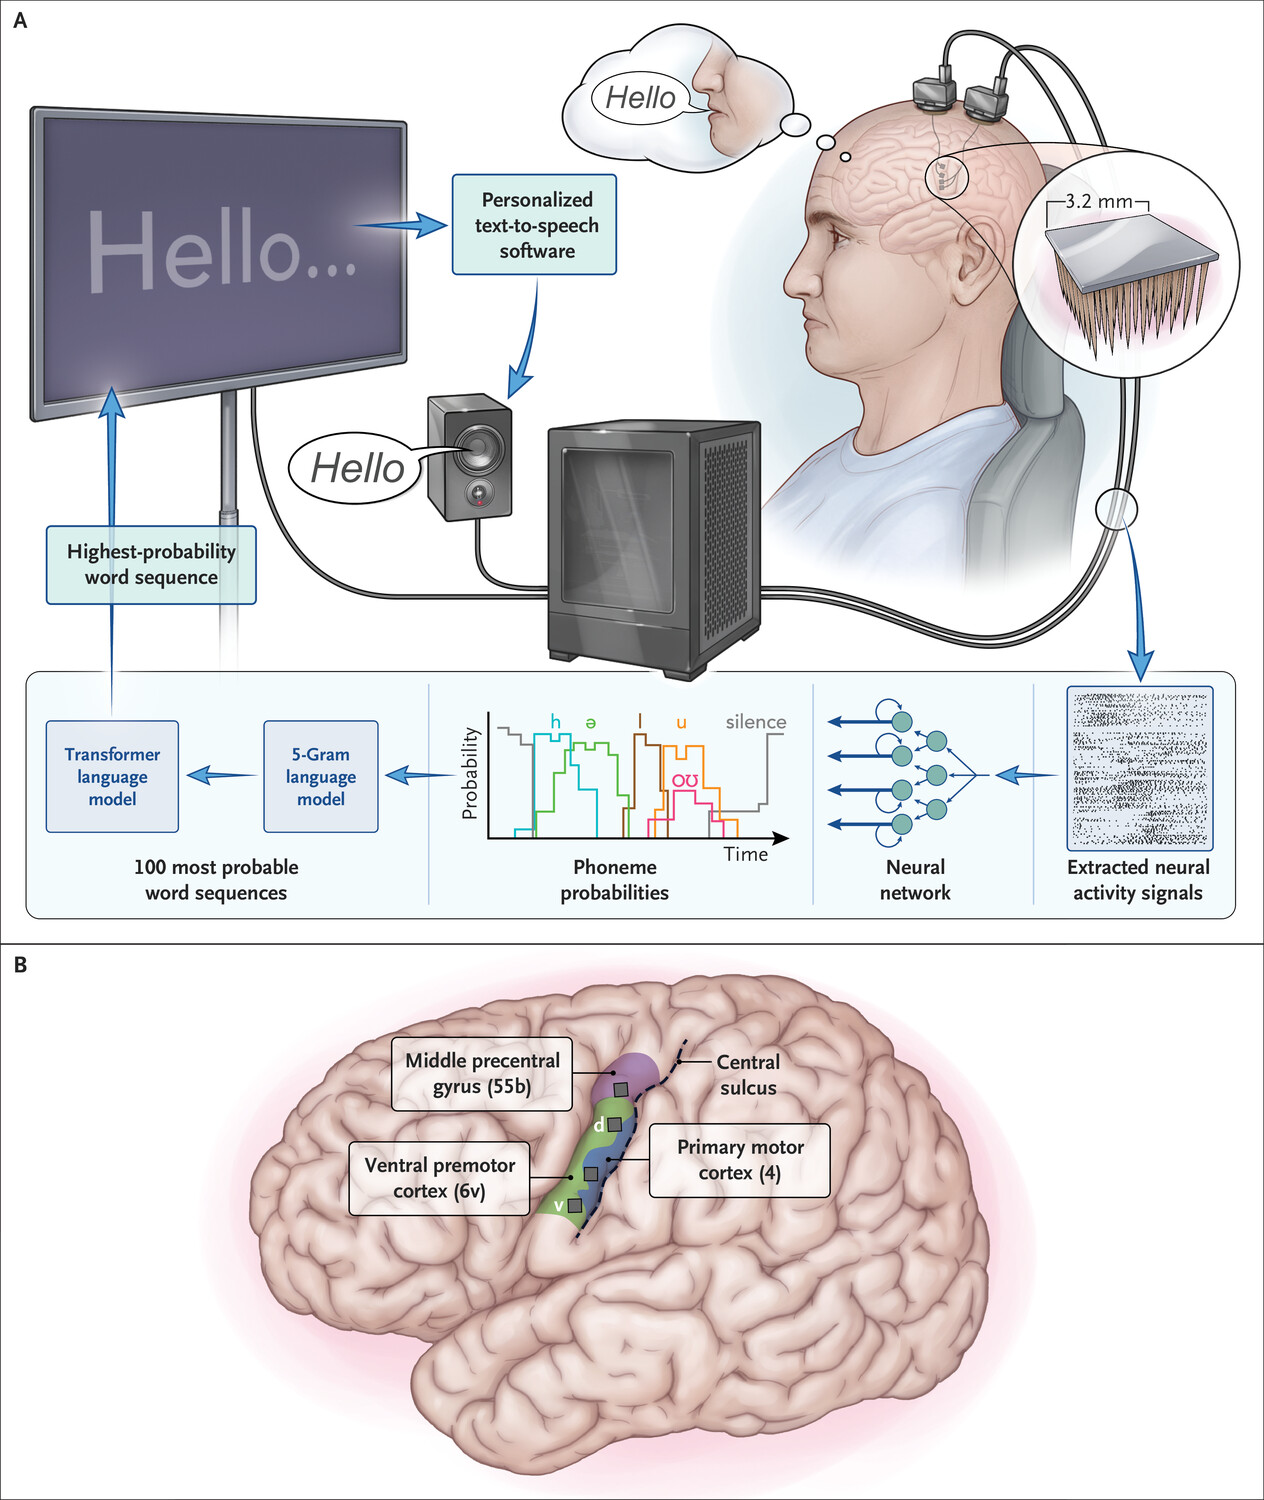 A
Hello
3.2 mm
Hello...
Personalized
text-to-speech
software
Hello
Highest-probability
word sequence
Transformer
language
model
5-Gram
language
model
100 most probable
word sequences
Probability
h
ə
l
u
silence
ʊ
Time
Phoneme
probabilities
Neural
network
Extracted neural
activity signals
B
Middle precentral
gyrus (55b)
Central
sulcus
d
Primary motor
cortex (4)
Ventral premotor
cortex (6v)
v